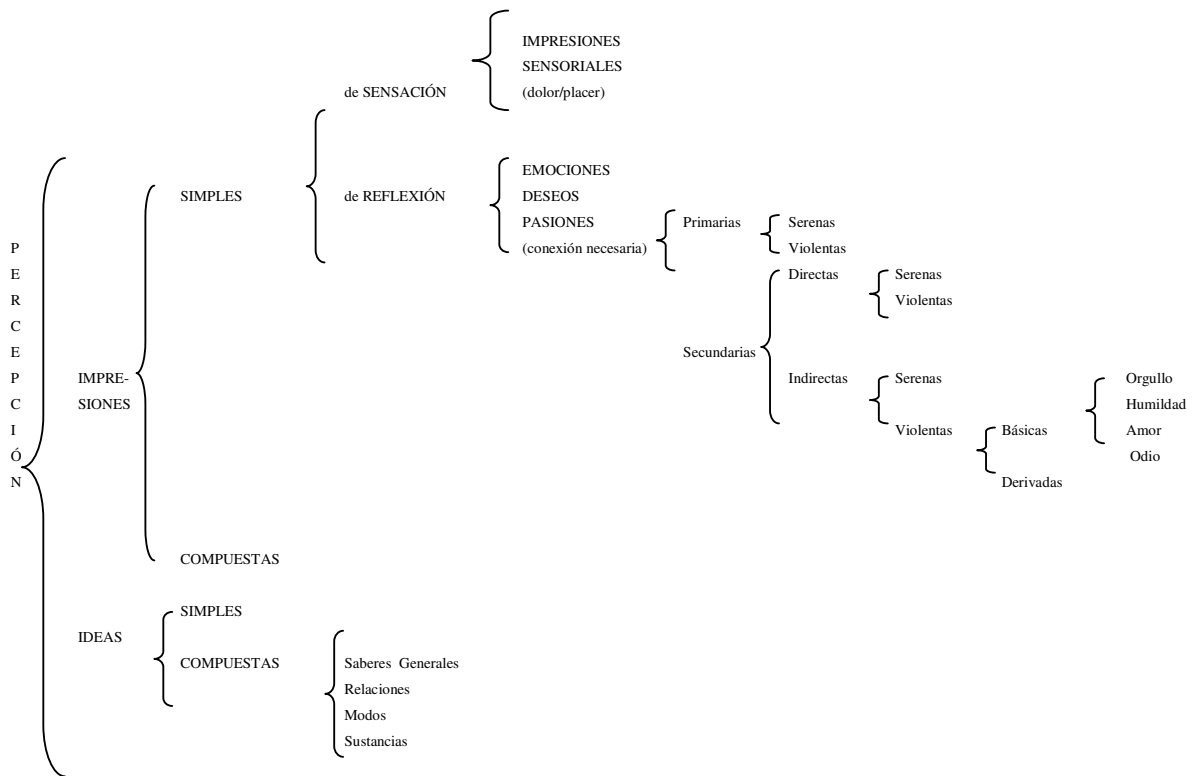 IMPRESIONES
SENSORIALES
de SENSACIÓN (dolor/placer)
EMOCIONES
SIMPLES de REFLEXIÓN DESEOS
PASIONES Primarias Serenas
(conexión necesaria) Violentas
Directas Serenas
Violentas
Secundarias
Indirectas Serenas Orgullo
Humildad
Violentas Básicas Amor
Odio
Derivadas
PERCEPCIÓN
IMPRE-
SIONES
COMPUESTAS
SIMPLES
IDEAS
COMPUESTAS Saberes Generales
Relaciones
Modos
Sustancias